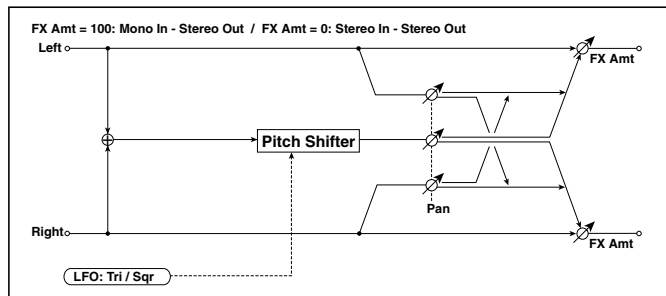 FX Amt = 100: Mono In - Stereo Out / FX Amt = 0: Stereo In - Stereo Out
Left
FX Amt
Pitch Shifter
Pan
Right
FX Amt
LFO: Tri / Sqr